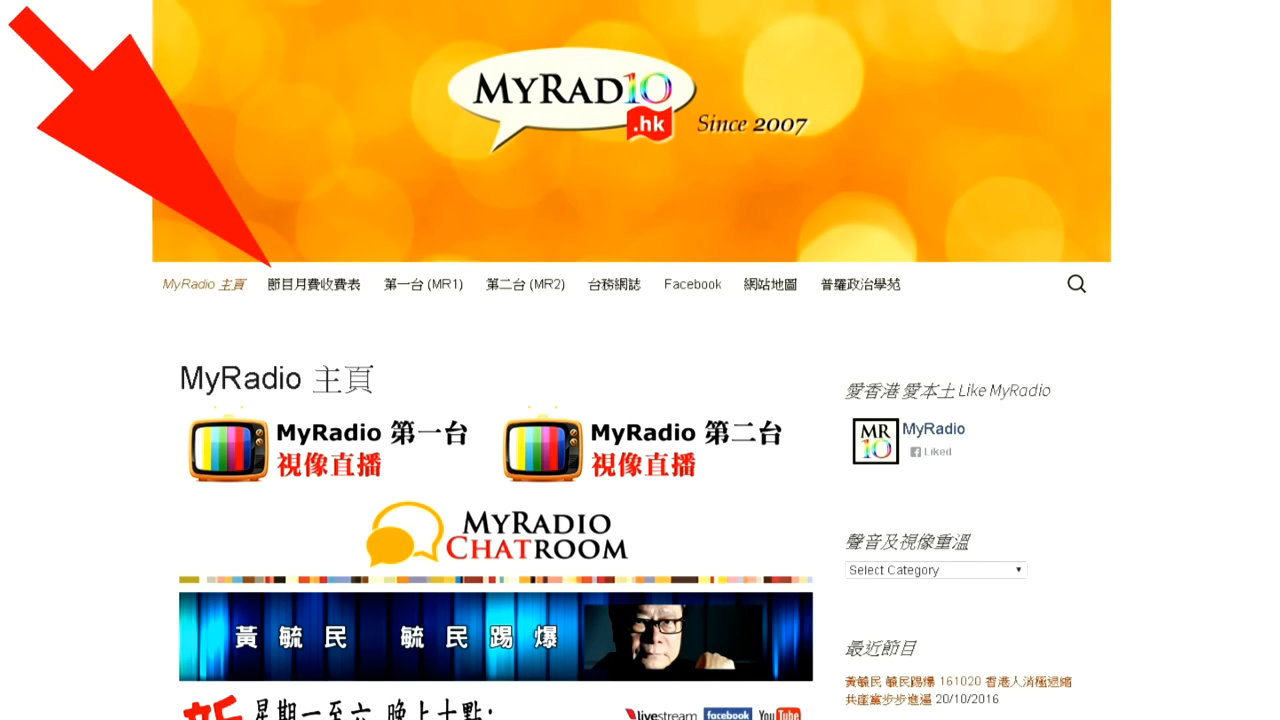 MYRAD10
.hk
Since 2007
MyRadio 主頁 節目月費收費表 第一台 (MR1) 第二台 (MR2) 台務網誌 Facebook 網站地圖 普羅政治學苑
MyRadio 主頁
MyRadio 第一台
視像直播
MyRadio 第二台
視像直播
MYRADIO
CHATROOM
黃毓民 毓民踢爆
新 星期一至六 晚上十點:
livestream facebook YouTube
愛香港 愛本土 Like MyRadio
MR
10
MyRadio
Liked
聲音及視像重溫
Select Category
最近節目
黃毓民 毓民踢爆 161020 香港人消極退縮
共產黨步步進逼 20/10/2016